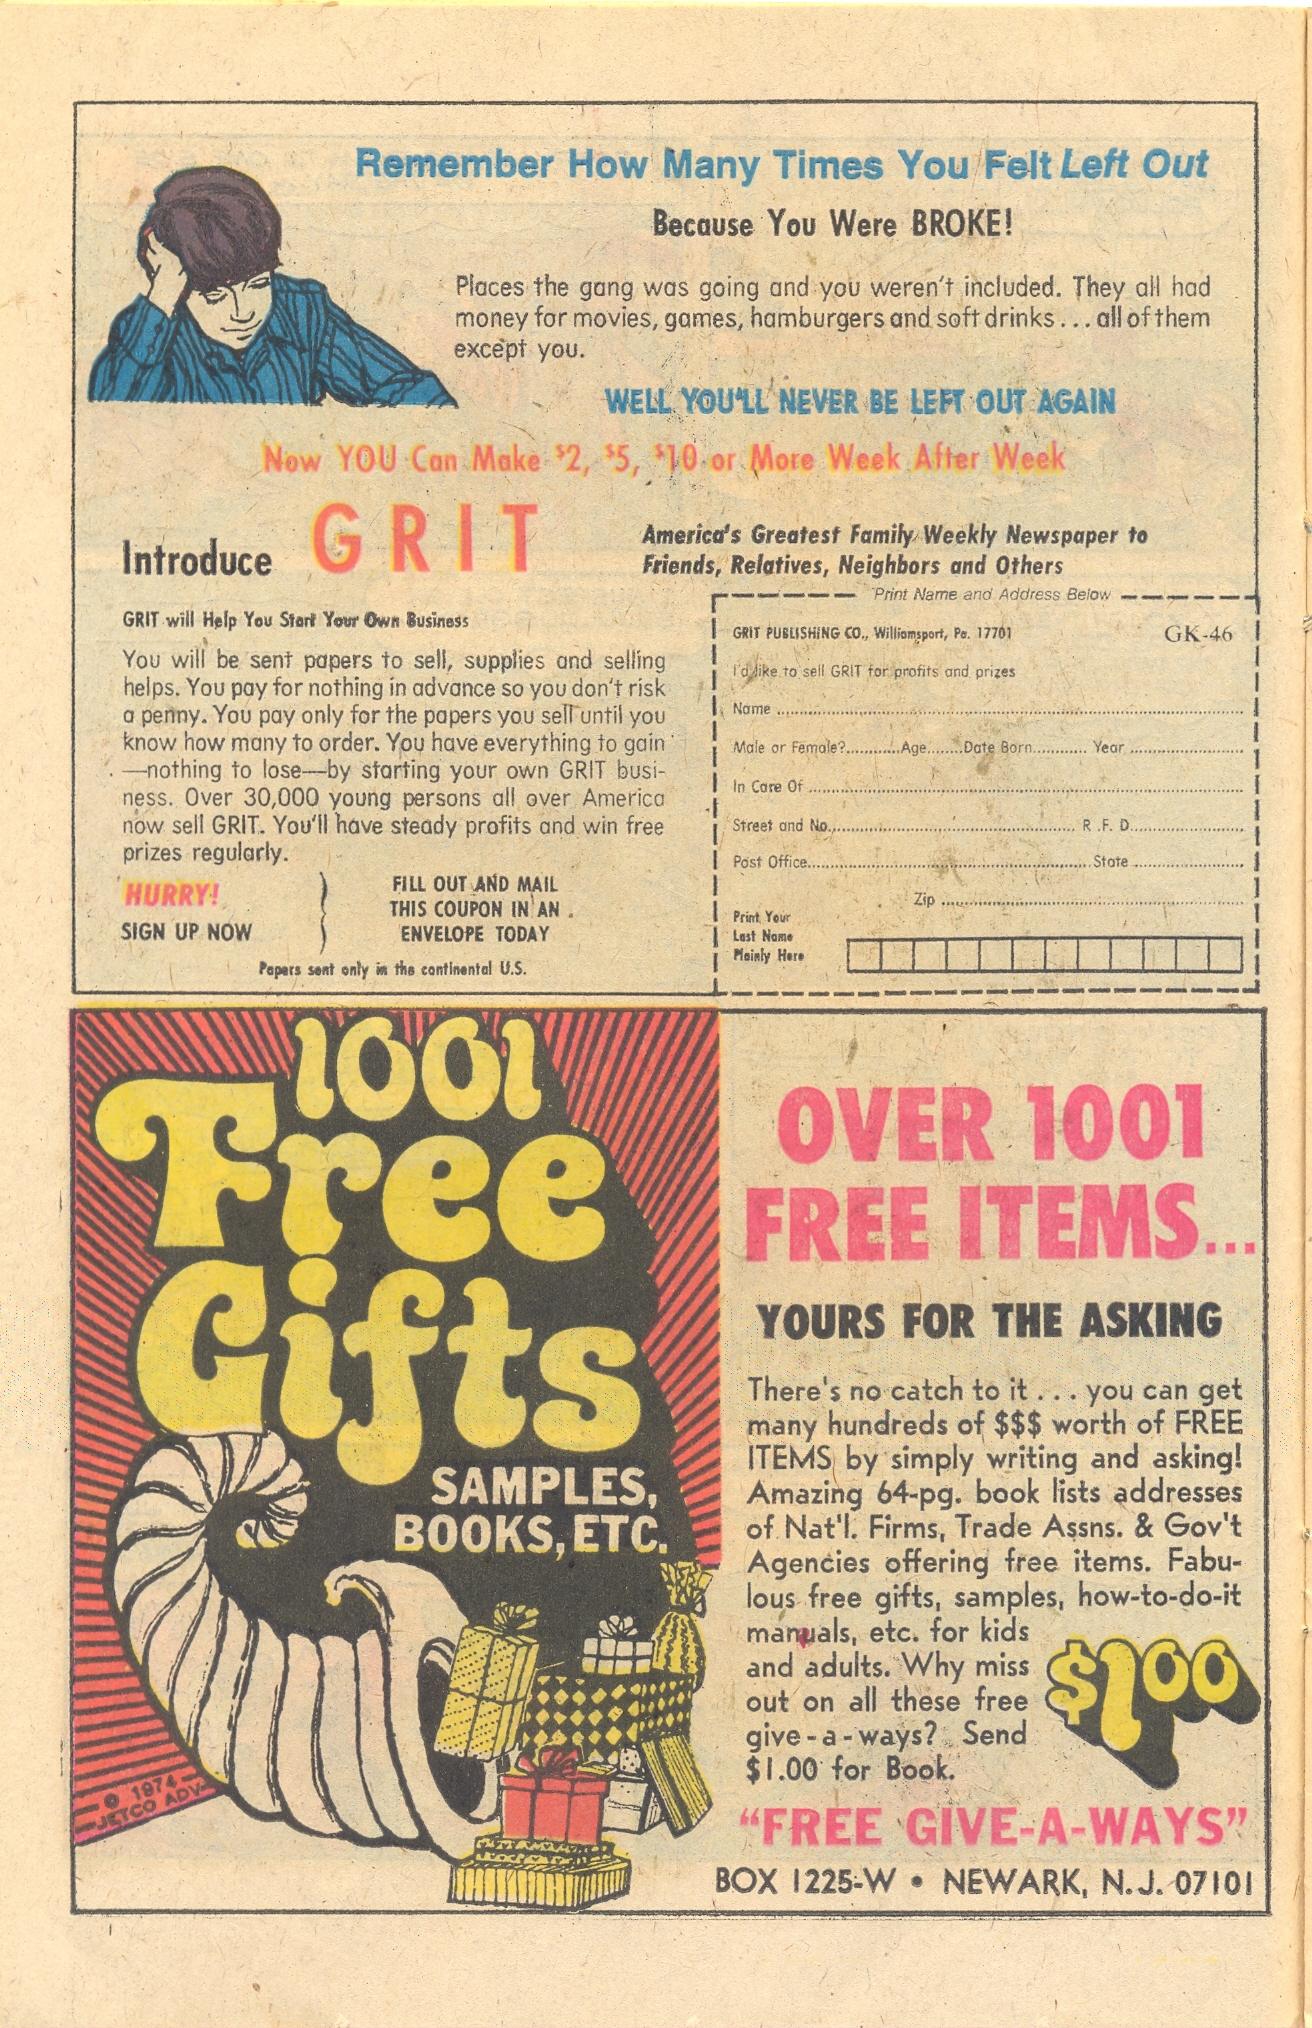 Remember How Many Times You Felt Left Out
Because You Were BROKE!
Places the gang was going and you weren't included. They all had
money for movies, games, hamburgers and soft drinks... all of them
except you.
WELL YOU'LL NEVER BE LEFT OUT AGAIN
Now YOU Can Make $2, $5, $10 or More Week After Week
Introduce GRIT
America's Greatest Family Weekly Newspaper to
Friends, Relatives, Neighbors and Others
GRIT will Help You Start Your Own Business
You will be sent papers to sell, supplies and selling
helps. You pay for nothing in advance so you don't risk
a penny. You pay only for the papers you sell until you
know how many to order. You have everything to gain
—nothing to lose—by starting your own GRIT busi-
ness. Over 30,000 young persons all over America
now sell GRIT. You'll have steady profits and win free
prizes regularly.
HURRY!
SIGN UP NOW
FILL OUT AND MAIL
THIS COUPON IN AN
ENVELOPE TODAY
Papers sent only in the continental U.S.
Print Name and Address Below
GRIT PUBLISHING CO., Williamsport, Pa. 17701 GK-46
I'd like to sell GRIT for profits and prizes
Name
Male or Female? Age Date Born Year
In Care Of
Street and No. R.F.D.
Post Office State
Zip
Print Your
Last Name
Plainly Here
1001
Free
Gifts
SAMPLES,
BOOKS, ETC.
© 1974
JETCO ADV
OVER 1001
FREE ITEMS...
YOURS FOR THE ASKING
There's no catch to it... you can get
many hundreds of $$$ worth of FREE
ITEMS by simply writing and asking!
Amazing 64-pg. book lists addresses
of Nat'l. Firms, Trade Assns. & Gov't
Agencies offering free items. Fabu-
lous free gifts, samples, how-to-do-it
manuals, etc. for kids
and adults. Why miss
out on all these free
give-a-ways? Send
$1.00 for Book.
$1.00
"FREE GIVE-A-WAYS"
BOX 1225-W • NEWARK, N.J. 07101